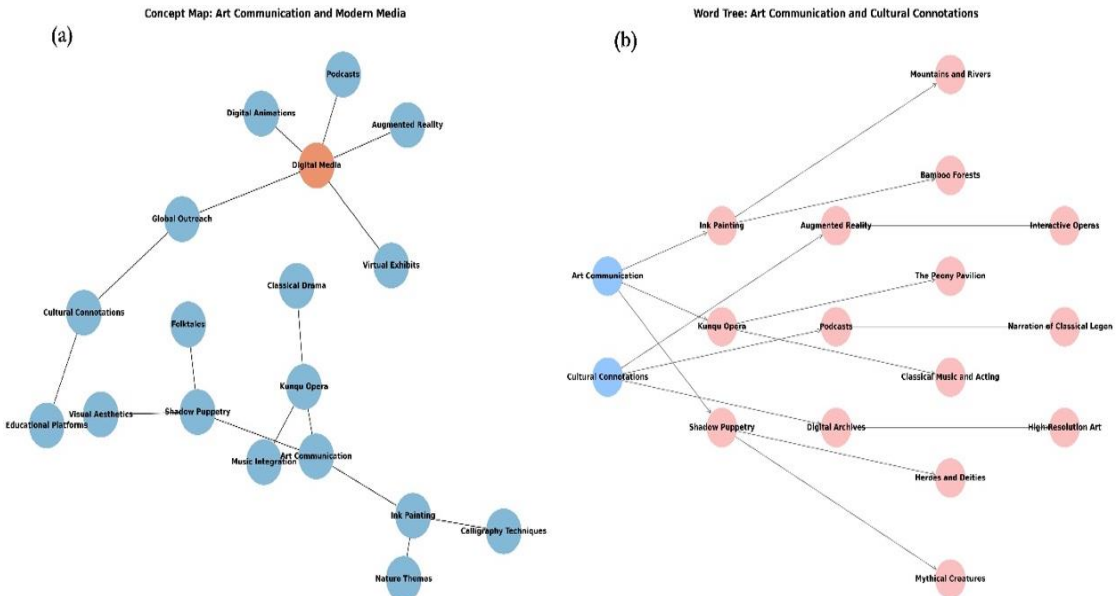 Concept Map: Art Communication and Modern Media
(a)
Podcasts
Digital Animations
Augmented Reality
Digital Media
Global Outreach
Virtual Exhibits
Classical Drama
Cultural Connotations
Folktales
Kunqu Opera
Visual Aesthetics
Shadow Puppetry
Educational Platforms
Music Integration
Art Communication
Ink Painting
Calligraphy Techniques
Nature Themes
Word Tree: Art Communication and Cultural Connotations
(b)
Mountains and Rivers
Bamboo Forests
Ink Painting
Augmented Reality
Interactive Operas
Art Communication
The Peony Pavilion
Kunqu Opera
Podcasts
Narration of Classical Legen
Cultural Connotations
Classical Music and Acting
Shadow Puppetry
Digital Archives
High-Resolution Art
Heroes and Deities
Mythical Creatures